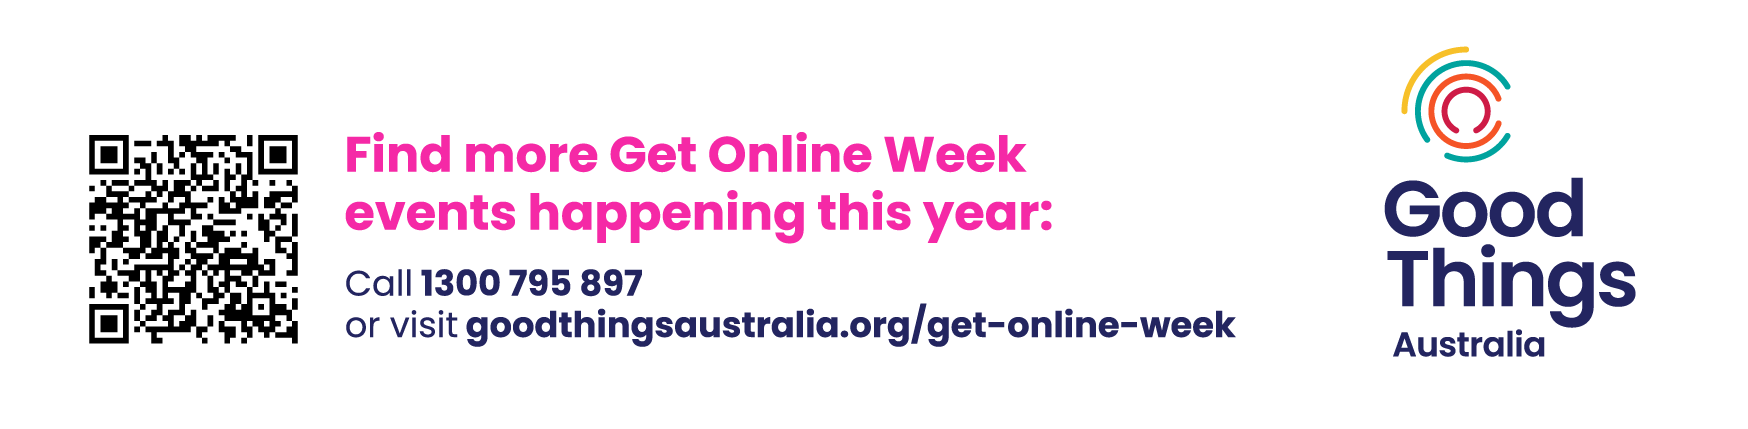 Find more Get Online Week
events happening this year:
Call 1300 795 897
or visit goodthingsaustralia.org/get-online-week
Good
Things
Australia